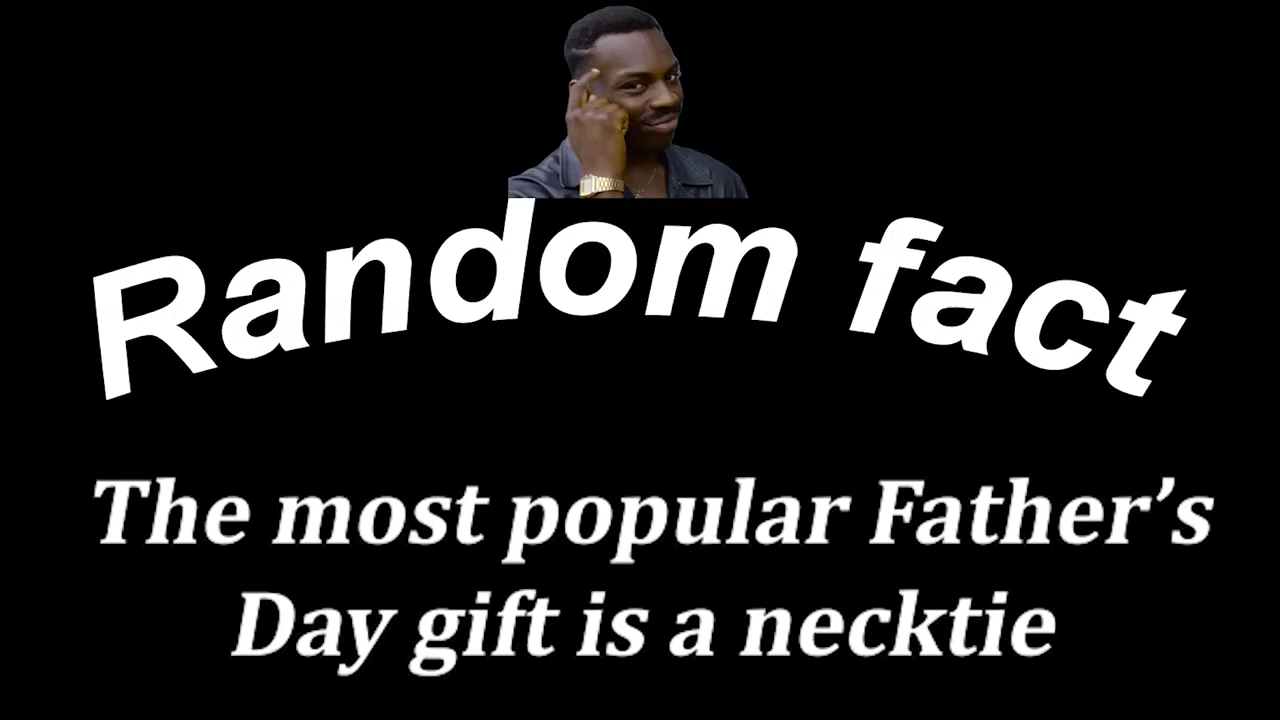 Random fact
The most popular Father’s
Day gift is a necktie